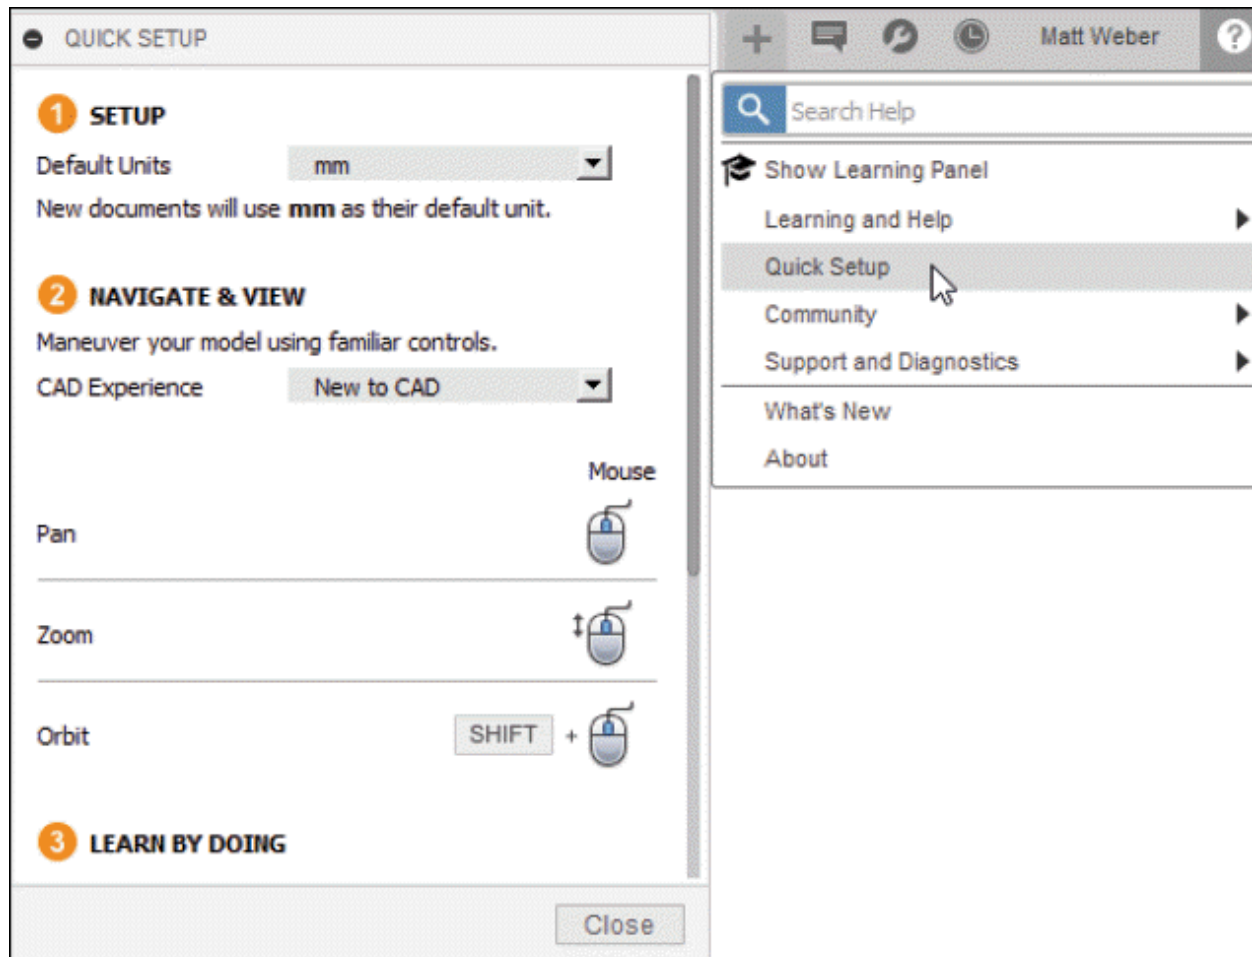 QUICK SETUP
1 SETUP
Default Units mm
New documents will use mm as their default unit.
2 NAVIGATE & VIEW
Maneuver your model using familiar controls.
CAD Experience New to CAD
Mouse
Pan
Zoom
Orbit SHIFT +
3 LEARN BY DOING
Close
Matt Weber ?
Search Help
Show Learning Panel
Learning and Help
Quick Setup
Community
Support and Diagnostics
What's New
About